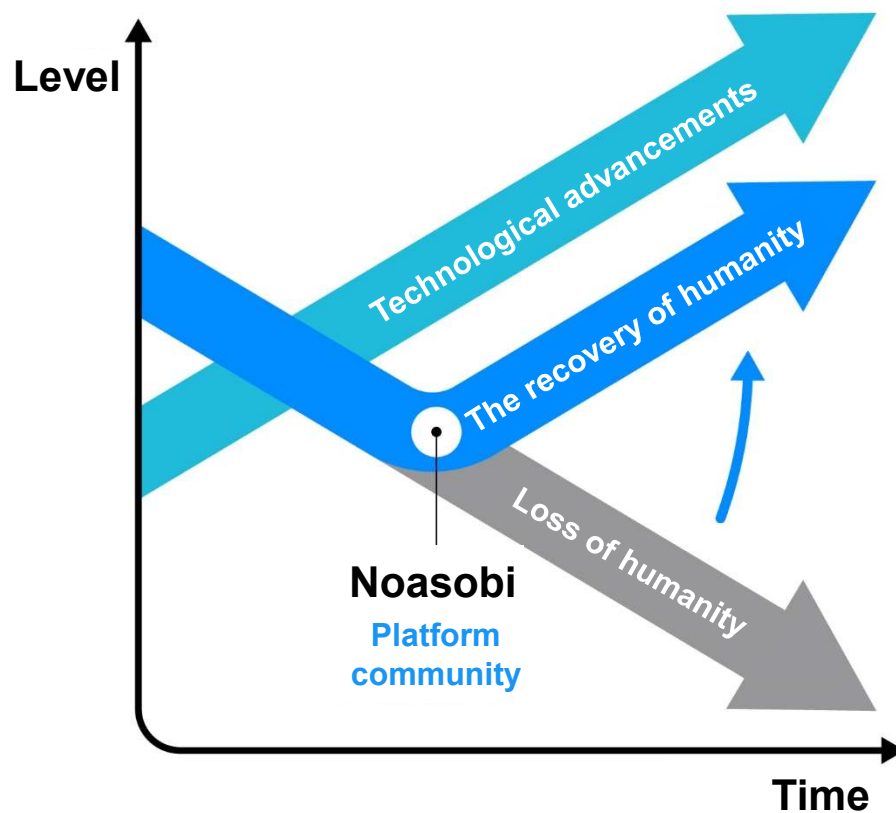 Level
Technological advancements
The recovery of humanity
Loss of humanity
Noasobi
Platform
community
Time